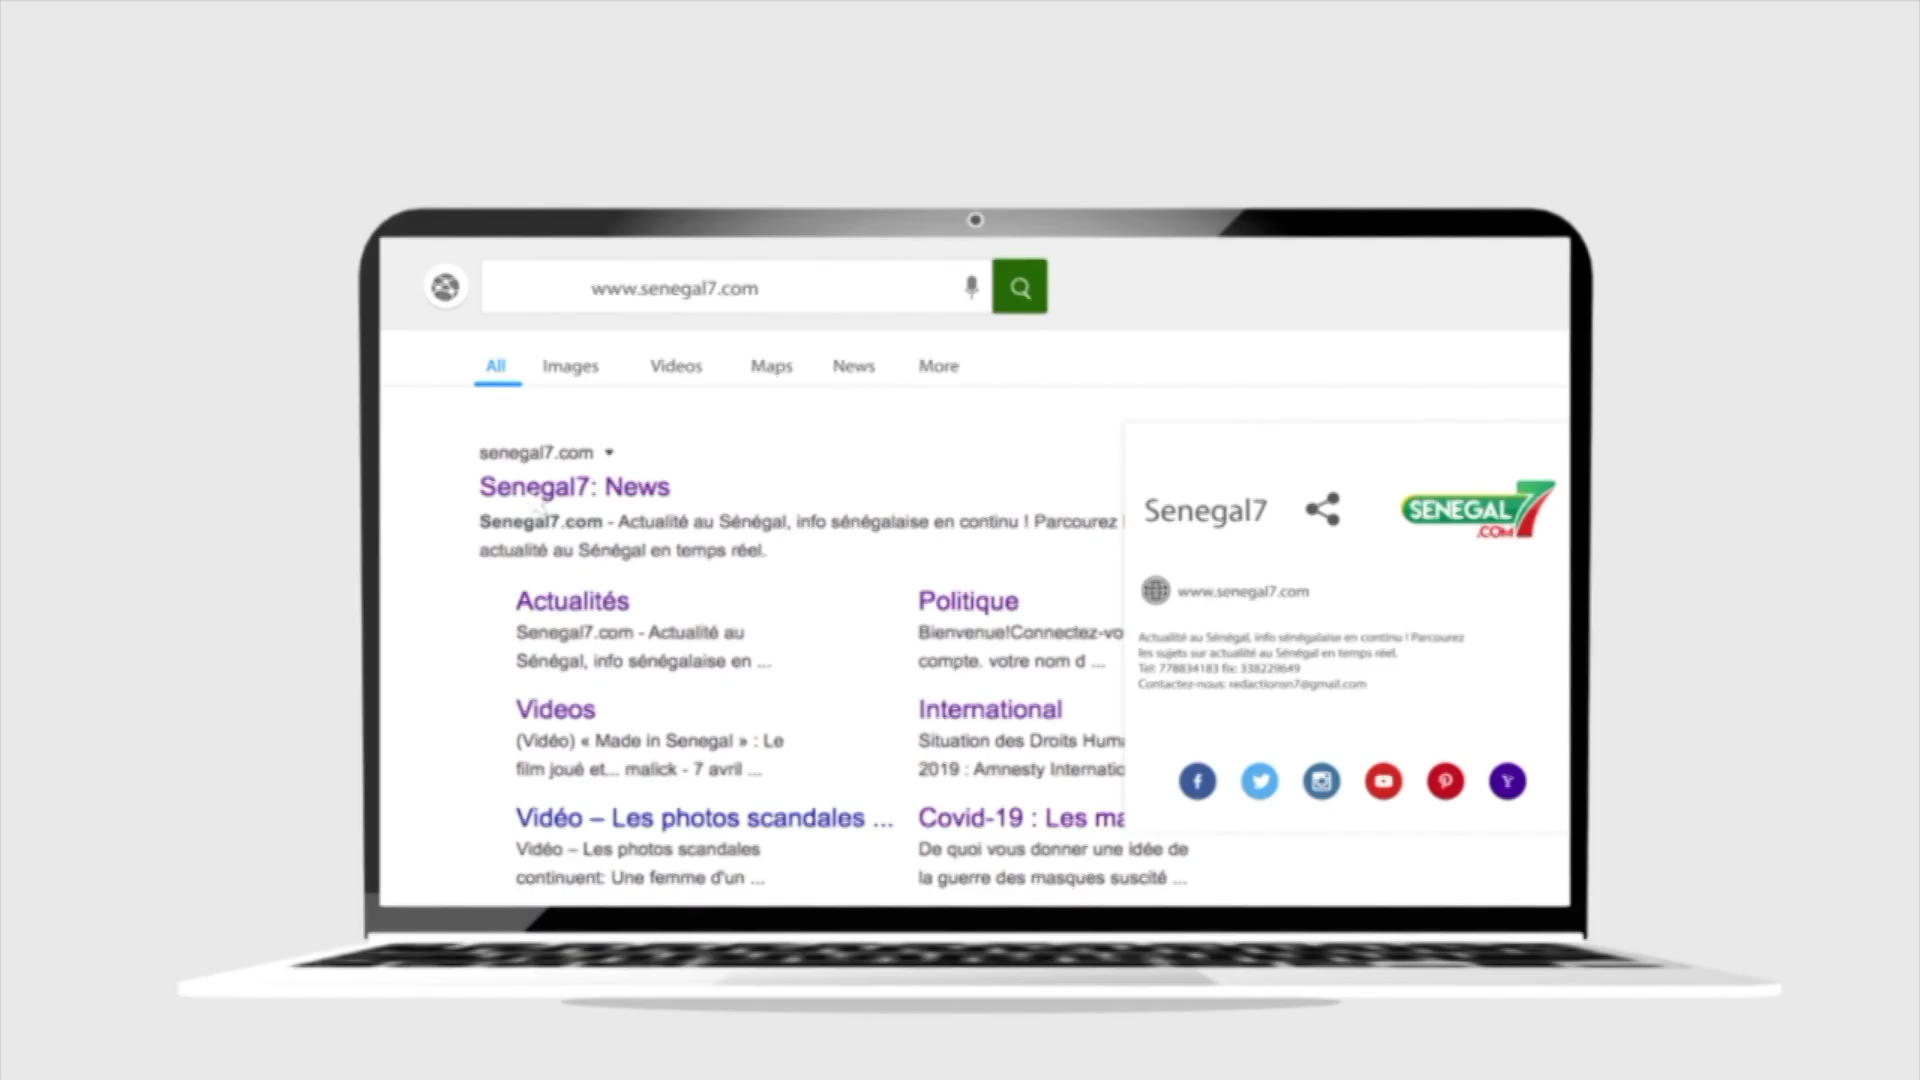 www.senegal7.com
All Images Videos Maps News More
senegal7.com
Senegal7: News
Senegal7.com - Actualité au Sénégal, info sénégalaise en continu ! Parcourez
actualité au Sénégal en temps réel.
Actualités
Senegal7.com - Actualité au
Sénégal, info sénégalaise en ...
Politique
Bienvenue!Connectez-vo
compte. votre nom d ...
Videos
(Vidéo) « Made in Senegal » : Le
film joué et... malick - 7 avril ...
International
Situation des Droits Huma
2019 : Amnesty Internatio
Vidéo – Les photos scandales ...
Vidéo – Les photos scandales
continuent: Une femme d'un ...
Covid-19 : Les ma
De quoi vous donner une idée de
la guerre des masques suscité ...
Senegal7
SENEGAL 7
.COM
www.senegal7.com
Actualité au Sénégal, info sénégalaise en continu ! Parcourez
les sujets sur actualité au Sénégal en temps réel.
Tel: 778834183 fix: 338229649
Contactez-nous: redactionsn7@gmail.com